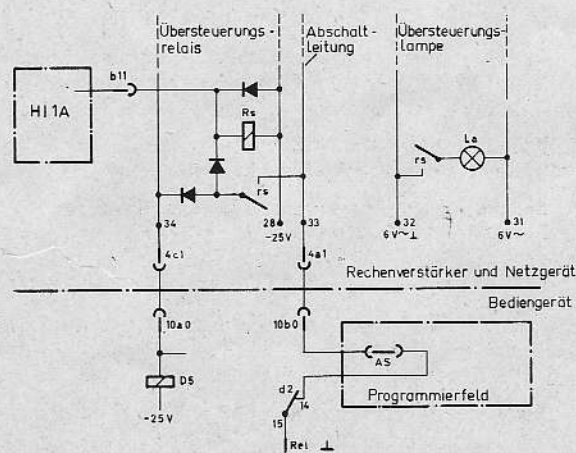 Übersteuerungs-
relais
Abschalt-
leitung
Übersteuerungs-
lampe
b11
HI1A
Rs
La
rs
rs
34
28
-25V
33
32
6V~⊥
31
6V~
4c1
4a1
Rechenverstärker und Netzgerät
Bediengerät
10a0
10b0
AS
D5
d2
14
Programmierfeld
-25V
15
Rel ⊥